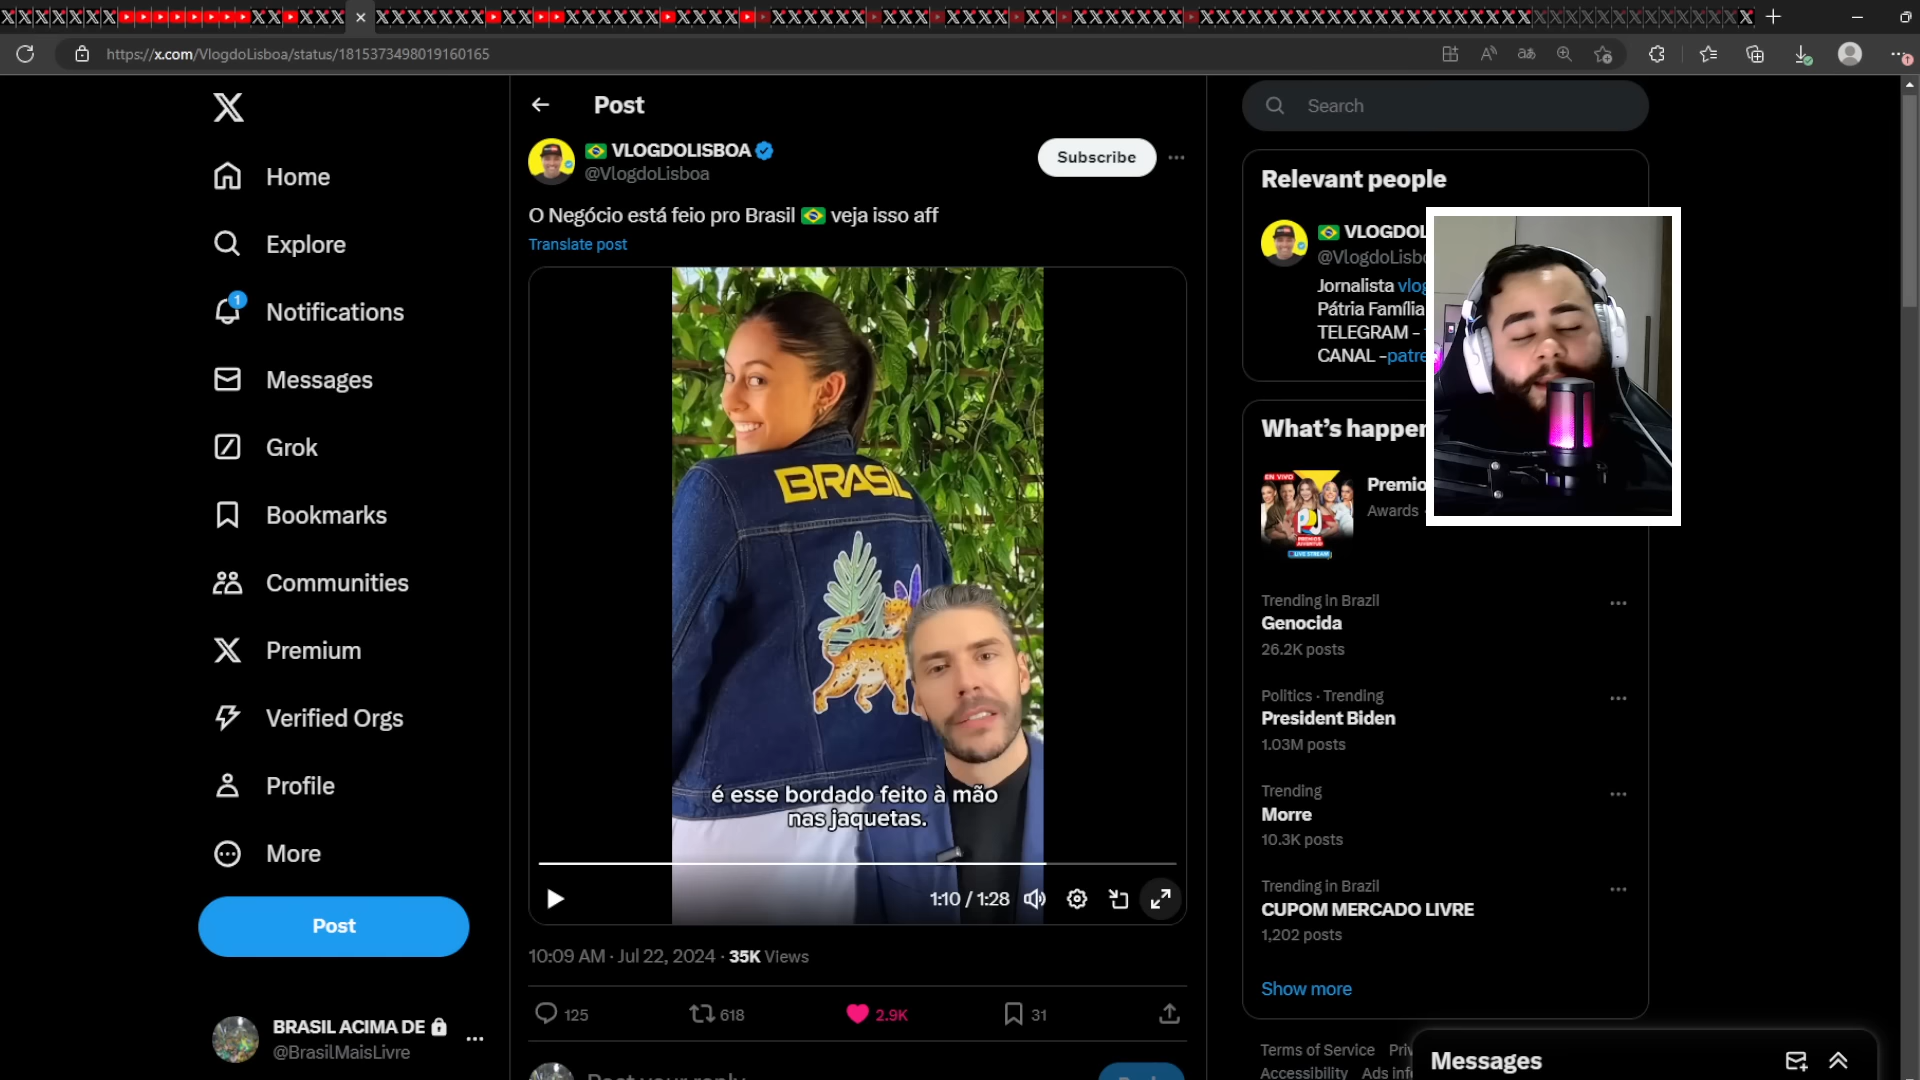 https://x.com/VlogdoLisboa/status/1815373498019160165
Home
Explore
1
Notifications
Messages
Grok
Bookmarks
Communities
Premium
Verified Orgs
Profile
More
Post
BRASIL ACIMA DE
@BrasilMaisLivre
Post
VLOGDOLISBOA
@VlogdoLisboa
Subscribe
O Negócio está feio pro Brasil 🇧🇷 veja isso aff
Translate post
BRASIL
é esse bordado feito à mão
nas jaquetas.
1:10 / 1:28
10:09 AM · Jul 22, 2024 · 35K Views
125
618
2.9K
31
Post your reply
Search
Relevant people
VLOGDOL
@VlogdoLisbo
Jornalista vlog
Pátria Família
TELEGRAM -
CANAL -patre
What's happen
EN VIVO
PJ
PREMIOS
JUVENTUD
LIVE STREAM
Premio
Awards
Trending in Brazil
Genocida
26.2K posts
Politics · Trending
President Biden
1.03M posts
Trending
Morre
10.3K posts
Trending in Brazil
CUPOM MERCADO LIVRE
1,202 posts
Show more
Terms of Service Priv
Accessibility Ads inf
Messages